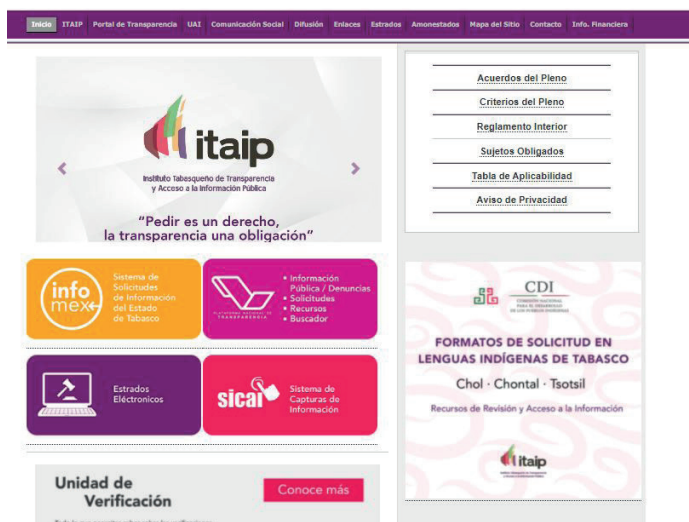 Inicio ITAIP Portal de Transparencia UAI Comunicación Social Difusión Enlaces Estrados Amonestados Mapa del Sitio Contacto Info. Financiera
itaip
Instituto Tabasqueño de Transparencia
y Acceso a la Información Pública
“Pedir es un derecho,
la transparencia una obligación”
Acuerdos del Pleno
Criterios del Pleno
Reglamento Interior
Sujetos Obligados
Tabla de Aplicabilidad
Aviso de Privacidad
info
mex
Sistema de
Solicitudes
de Información
del Estado
de Tabasco
PLATAFORMA NACIONAL DE
TRANSPARENCIA
• Información
Pública / Denuncias
• Solicitudes
• Recursos
• Buscador
Estrados
Eléctronicos
sicai
Sistema de
Capturas de
Información
CDI
COMISIÓN NACIONAL
PARA EL DESARROLLO
DE LOS PUEBLOS INDÍGENAS
FORMATOS DE SOLICITUD EN
LENGUAS INDÍGENAS DE TABASCO
Chol · Chontal · Tsotsil
Recursos de Revisión y Acceso a la Información
itaip
Unidad de
Verificación
Conoce más